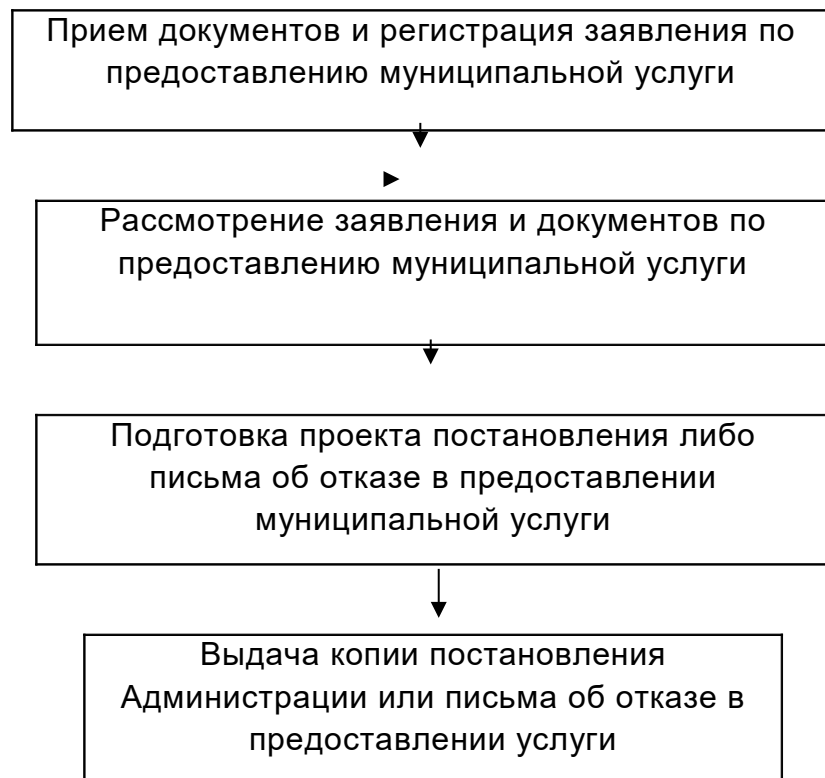 Прием документов и регистрация заявления по
предоставлению муниципальной услуги
Рассмотрение заявления и документов по
предоставлению муниципальной услуги
Подготовка проекта постановления либо
письма об отказе в предоставлении
муниципальной услуги
Выдача копии постановления
Администрации или письма об отказе в
предоставлении услуги